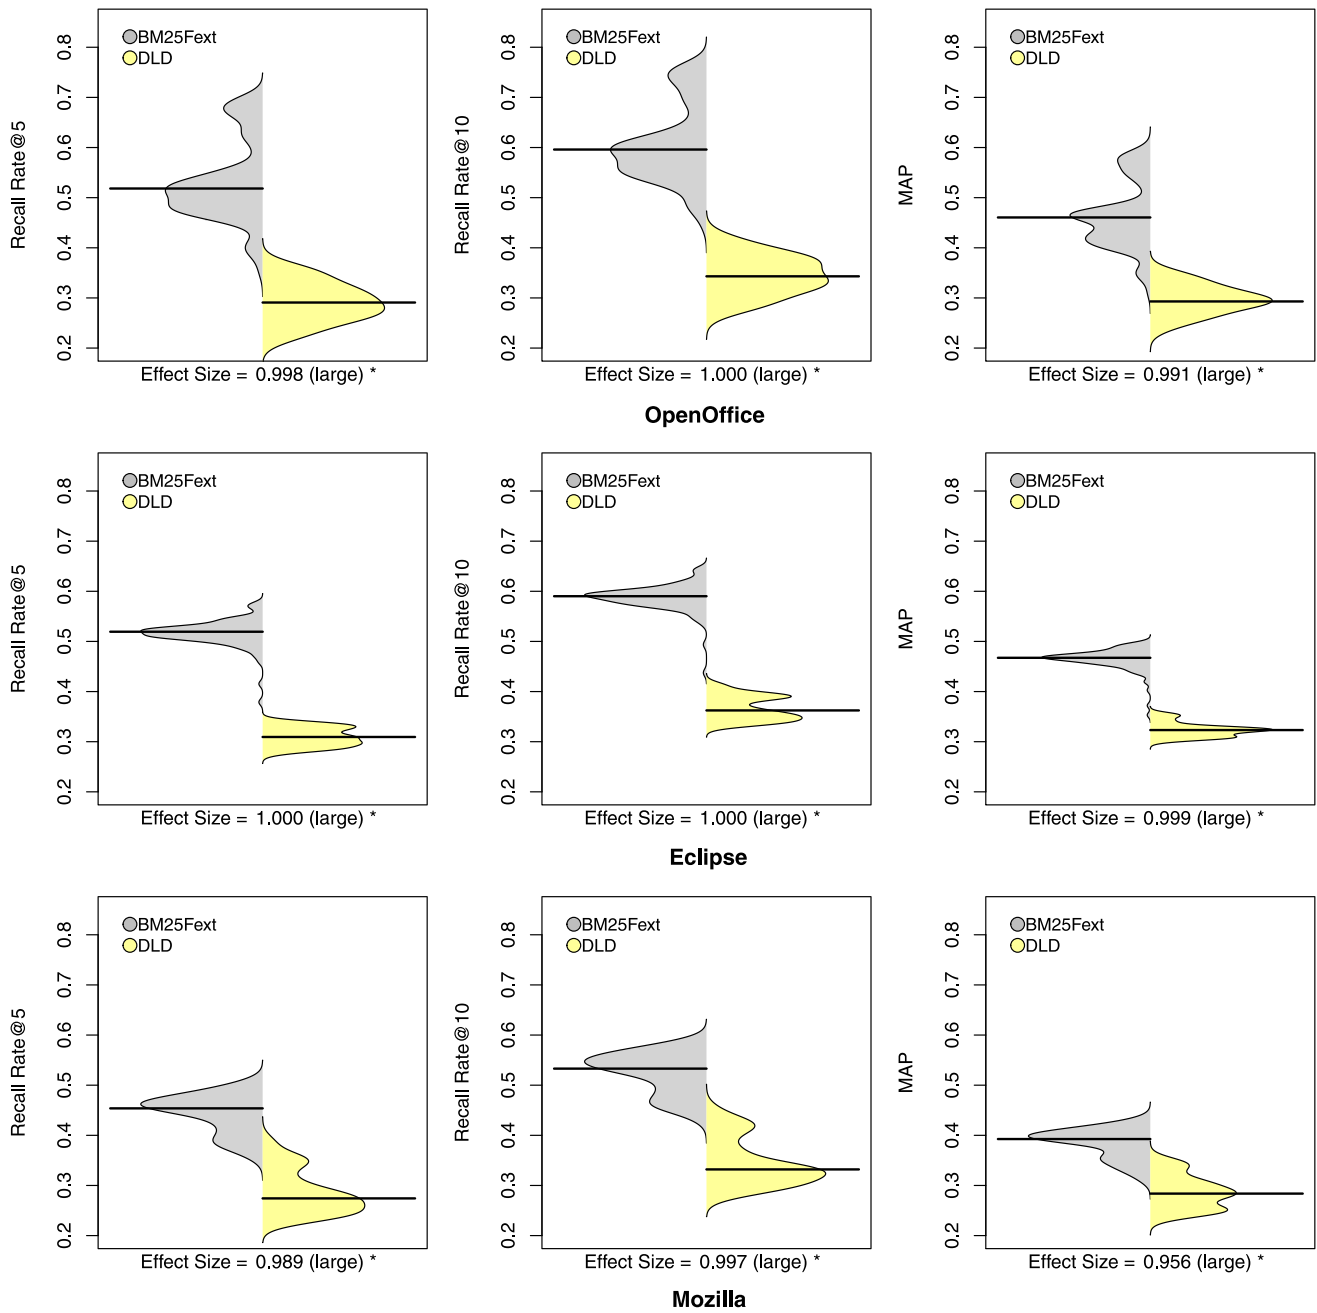 BM25Fext
DLD
Recall Rate@5
0.2 0.3 0.4 0.5 0.6 0.7 0.8
Effect Size = 0.998 (large) *
BM25Fext
DLD
Recall Rate@10
0.2 0.3 0.4 0.5 0.6 0.7 0.8
Effect Size = 1.000 (large) *
BM25Fext
DLD
MAP
0.2 0.3 0.4 0.5 0.6 0.7 0.8
Effect Size = 0.991 (large) *
OpenOffice
BM25Fext
DLD
Recall Rate@5
0.2 0.3 0.4 0.5 0.6 0.7 0.8
Effect Size = 1.000 (large) *
BM25Fext
DLD
Recall Rate@10
0.2 0.3 0.4 0.5 0.6 0.7 0.8
Effect Size = 1.000 (large) *
BM25Fext
DLD
MAP
0.2 0.3 0.4 0.5 0.6 0.7 0.8
Effect Size = 0.999 (large) *
Eclipse
BM25Fext
DLD
Recall Rate@5
0.2 0.3 0.4 0.5 0.6 0.7 0.8
Effect Size = 0.989 (large) *
BM25Fext
DLD
Recall Rate@10
0.2 0.3 0.4 0.5 0.6 0.7 0.8
Effect Size = 0.997 (large) *
BM25Fext
DLD
MAP
0.2 0.3 0.4 0.5 0.6 0.7 0.8
Effect Size = 0.956 (large) *
Mozilla